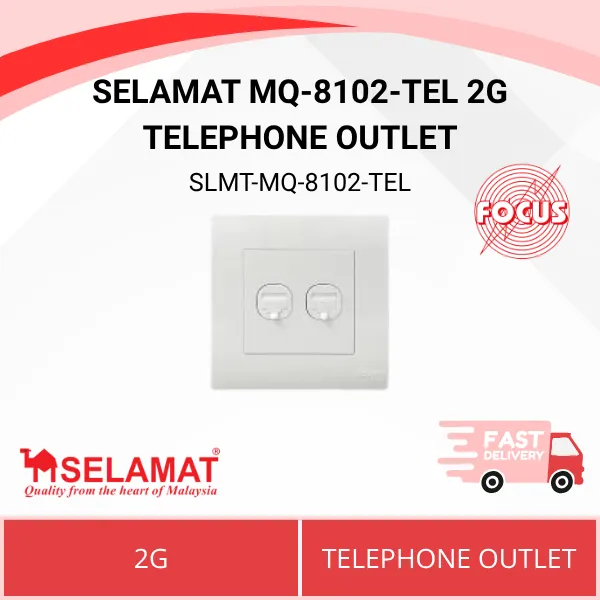 SELAMAT MQ-8102-TEL 2G
TELEPHONE OUTLET
SLMT-MQ-8102-TEL
FOCUS
SELAMAT®
Quality from the heart of Malaysia
FAST
DELIVERY
2G
TELEPHONE OUTLET